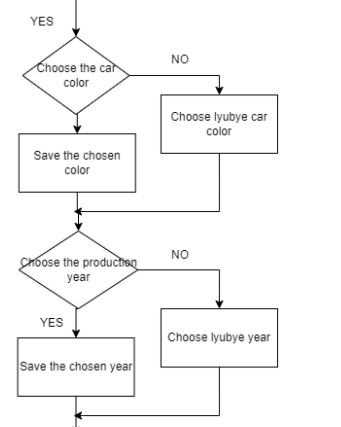 YES
Choose the car
color
NO
Choose lyubye car
color
Save the chosen
color
Choose the production
year
NO
YES
Choose lyubye year
Save the chosen year